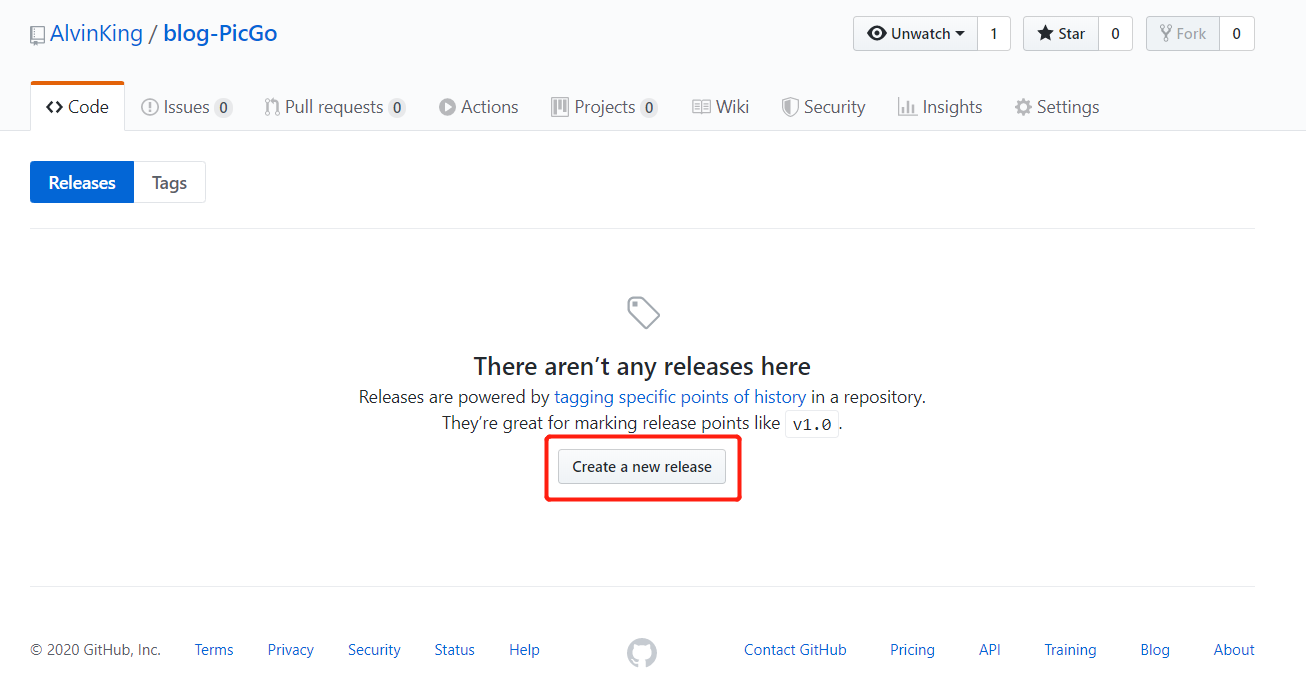 AlvinKing / blog-PicGo
Unwatch 1 Star 0 Fork 0
Code Issues 0 Pull requests 0 Actions Projects 0 Wiki Security Insights Settings
Releases Tags
There aren’t any releases here
Releases are powered by tagging specific points of history in a repository.
They’re great for marking release points like v1.0.
Create a new release
© 2020 GitHub, Inc. Terms Privacy Security Status Help Contact GitHub Pricing API Training Blog About